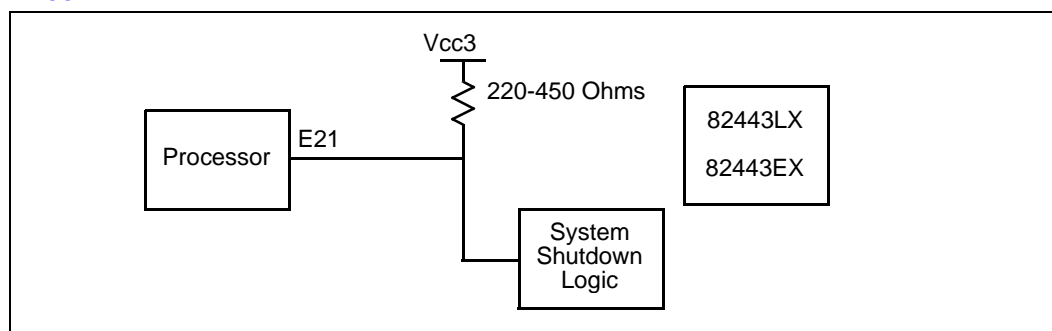 Vcc3
220-450 Ohms
82443LX
82443EX
E21
Processor
System
Shutdown
Logic